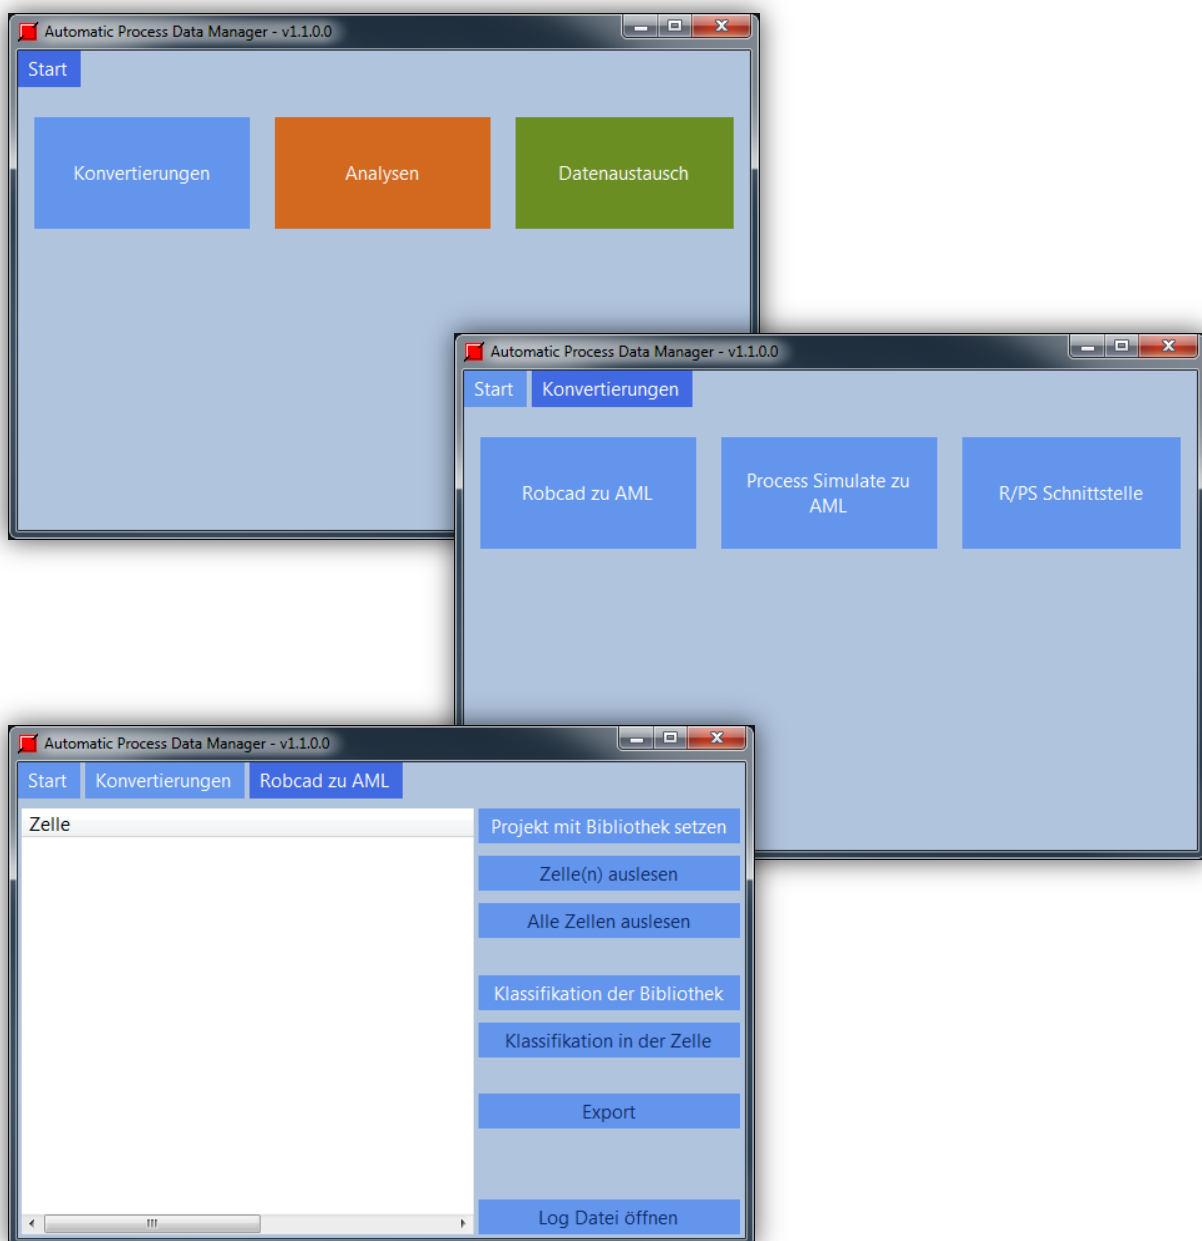 Automatic Process Data Manager - v1.1.0.0
Start
Konvertierungen
Analysen
Datenaustausch
Automatic Process Data Manager - v1.1.0.0
Start Konvertierungen
Robcad zu AML
Process Simulate zu
AML
R/PS Schnittstelle
Automatic Process Data Manager - v1.1.0.0
Start Konvertierungen Robcad zu AML
Zelle
Projekt mit Bibliothek setzen
Zelle(n) auslesen
Alle Zellen auslesen
Klassifikation der Bibliothek
Klassifikation in der Zelle
Export
Log Datei öffnen